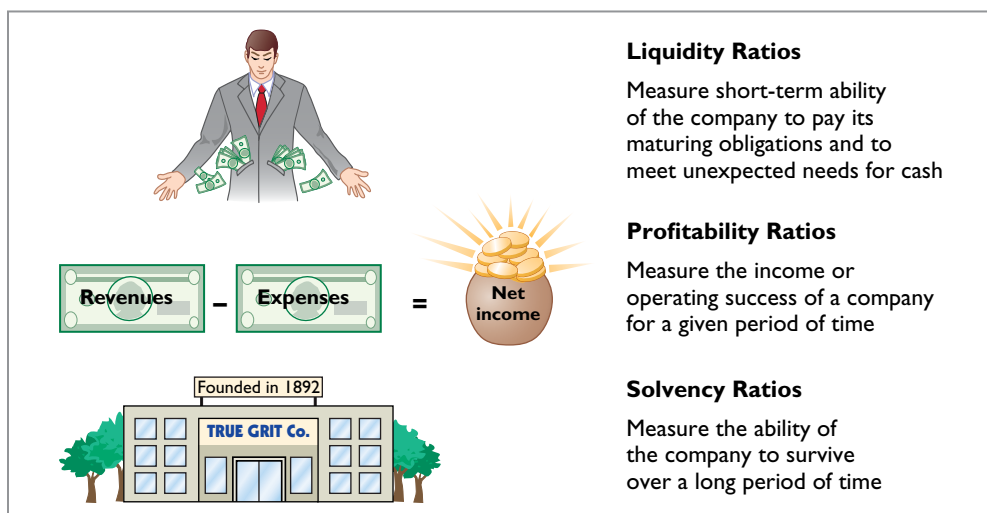 Liquidity Ratios
Measure short-term ability
of the company to pay its
maturing obligations and to
meet unexpected needs for cash
Revenues – Expenses = Net income
Profitability Ratios
Measure the income or
operating success of a company
for a given period of time
Founded in 1892
TRUE GRIT Co.
Solvency Ratios
Measure the ability of
the company to survive
over a long period of time